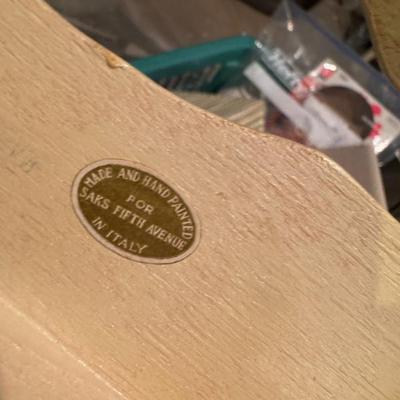 MADE AND HAND PAINTED
FOR
SAKS FIFTH AVENUE
IN ITALY